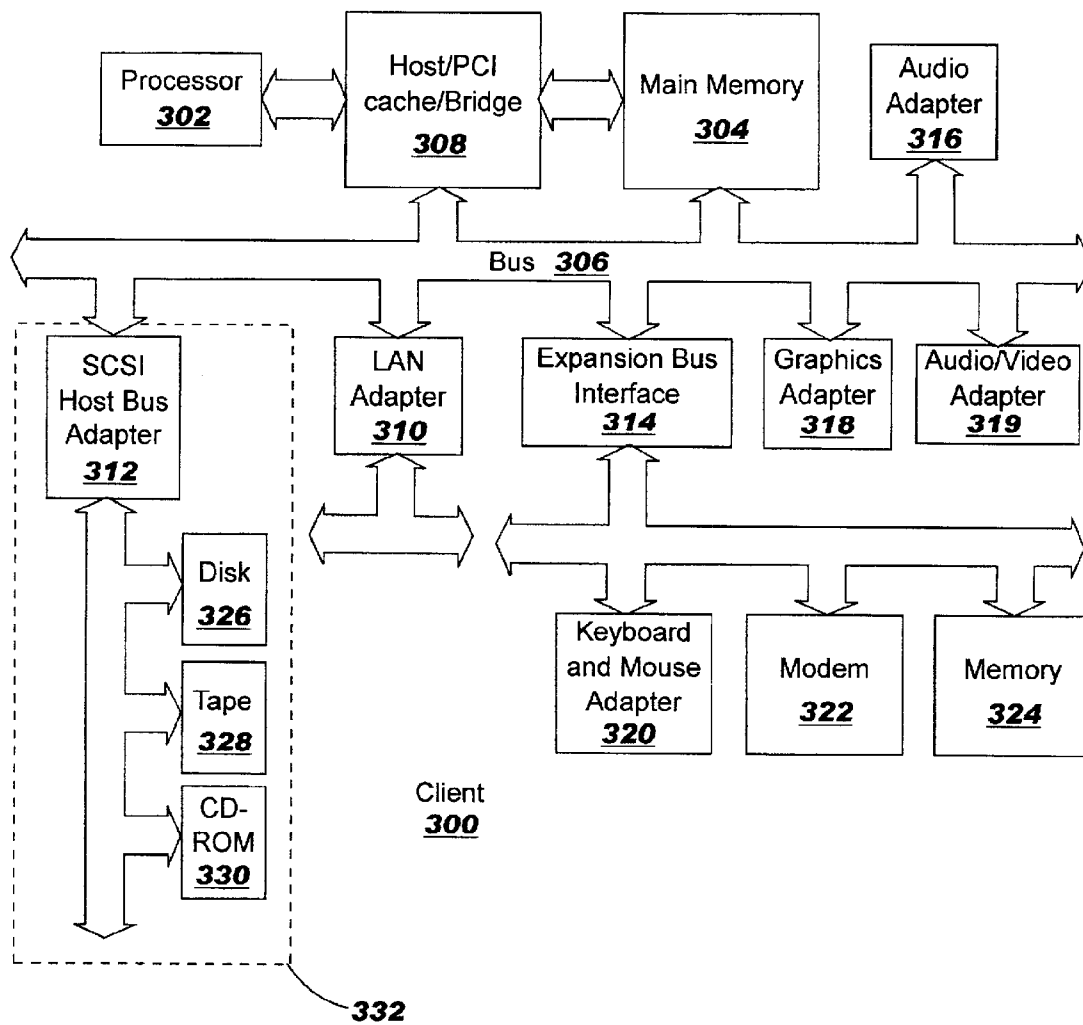 Processor
302
Host/PCI
cache/Bridge
308
Main Memory
304
Audio
Adapter
316
Bus 306
SCSI
Host Bus
Adapter
312
LAN
Adapter
310
Expansion Bus
Interface
314
Graphics
Adapter
318
Audio/Video
Adapter
319
Disk
326
Tape
328
CD-
ROM
330
Keyboard
and Mouse
Adapter
320
Modem
322
Memory
324
Client
300
332